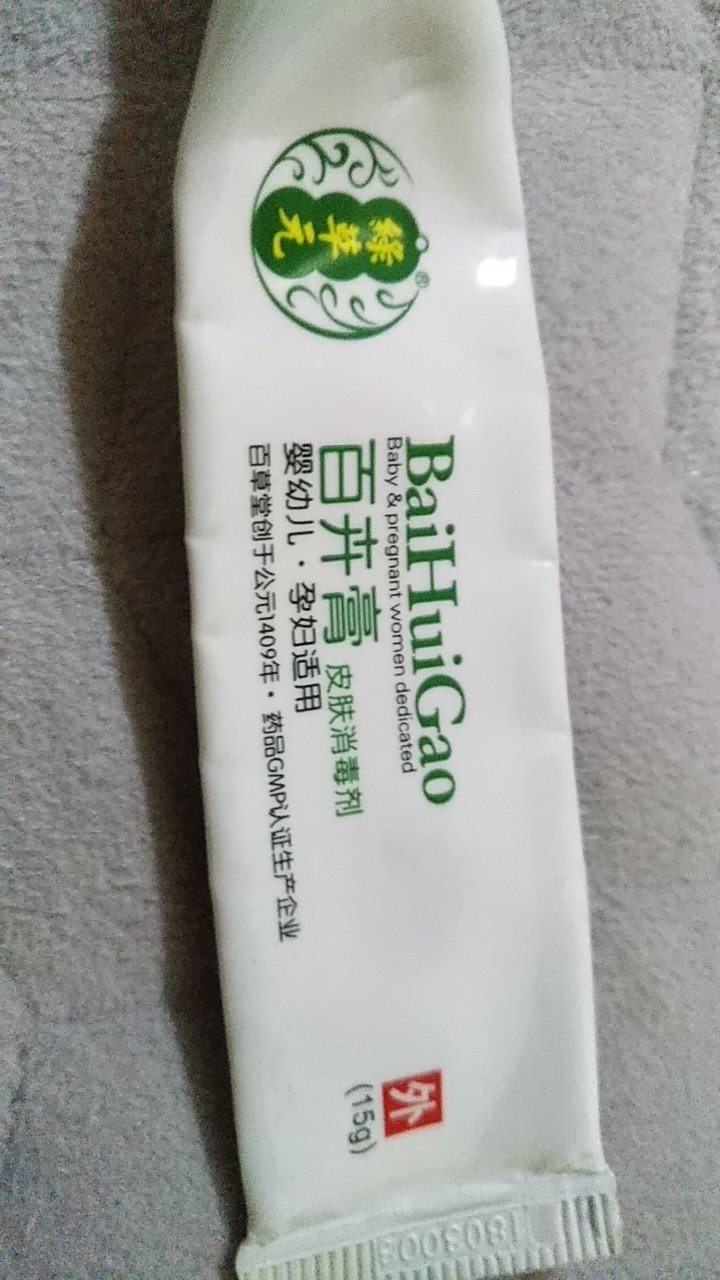 綠草元
®
BaiHuiGao
Baby & pregnant women dedicated
百卉膏 皮肤消毒剂
婴幼儿·孕妇适用
百草堂创于公元1409年·药品GMP认证生产企业
外
(15g)